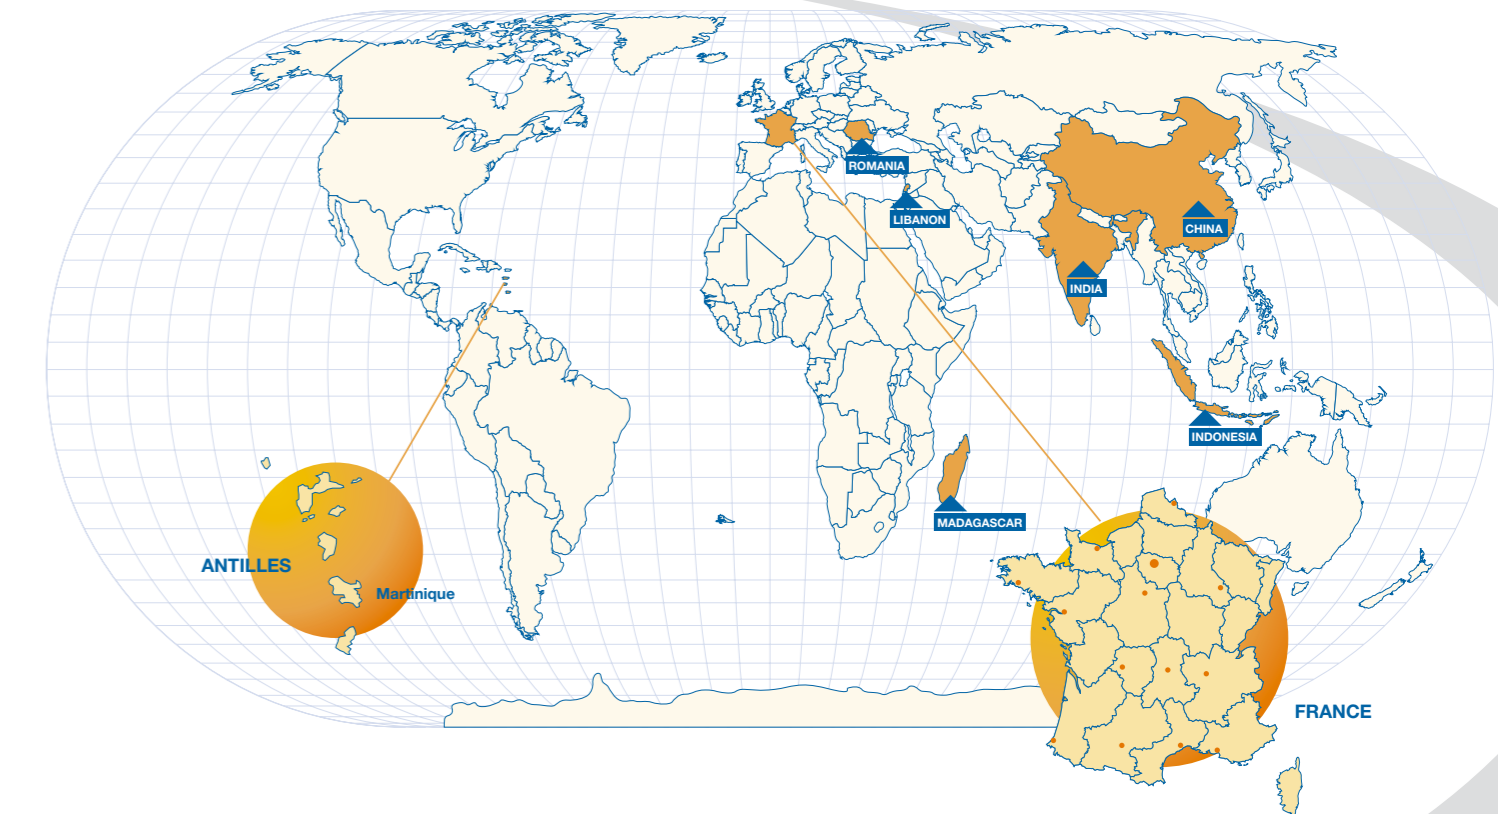 ROMANIA
LIBANON
CHINA
INDIA
INDONESIA
MADAGASCAR
ANTILLES
Martinique
FRANCE